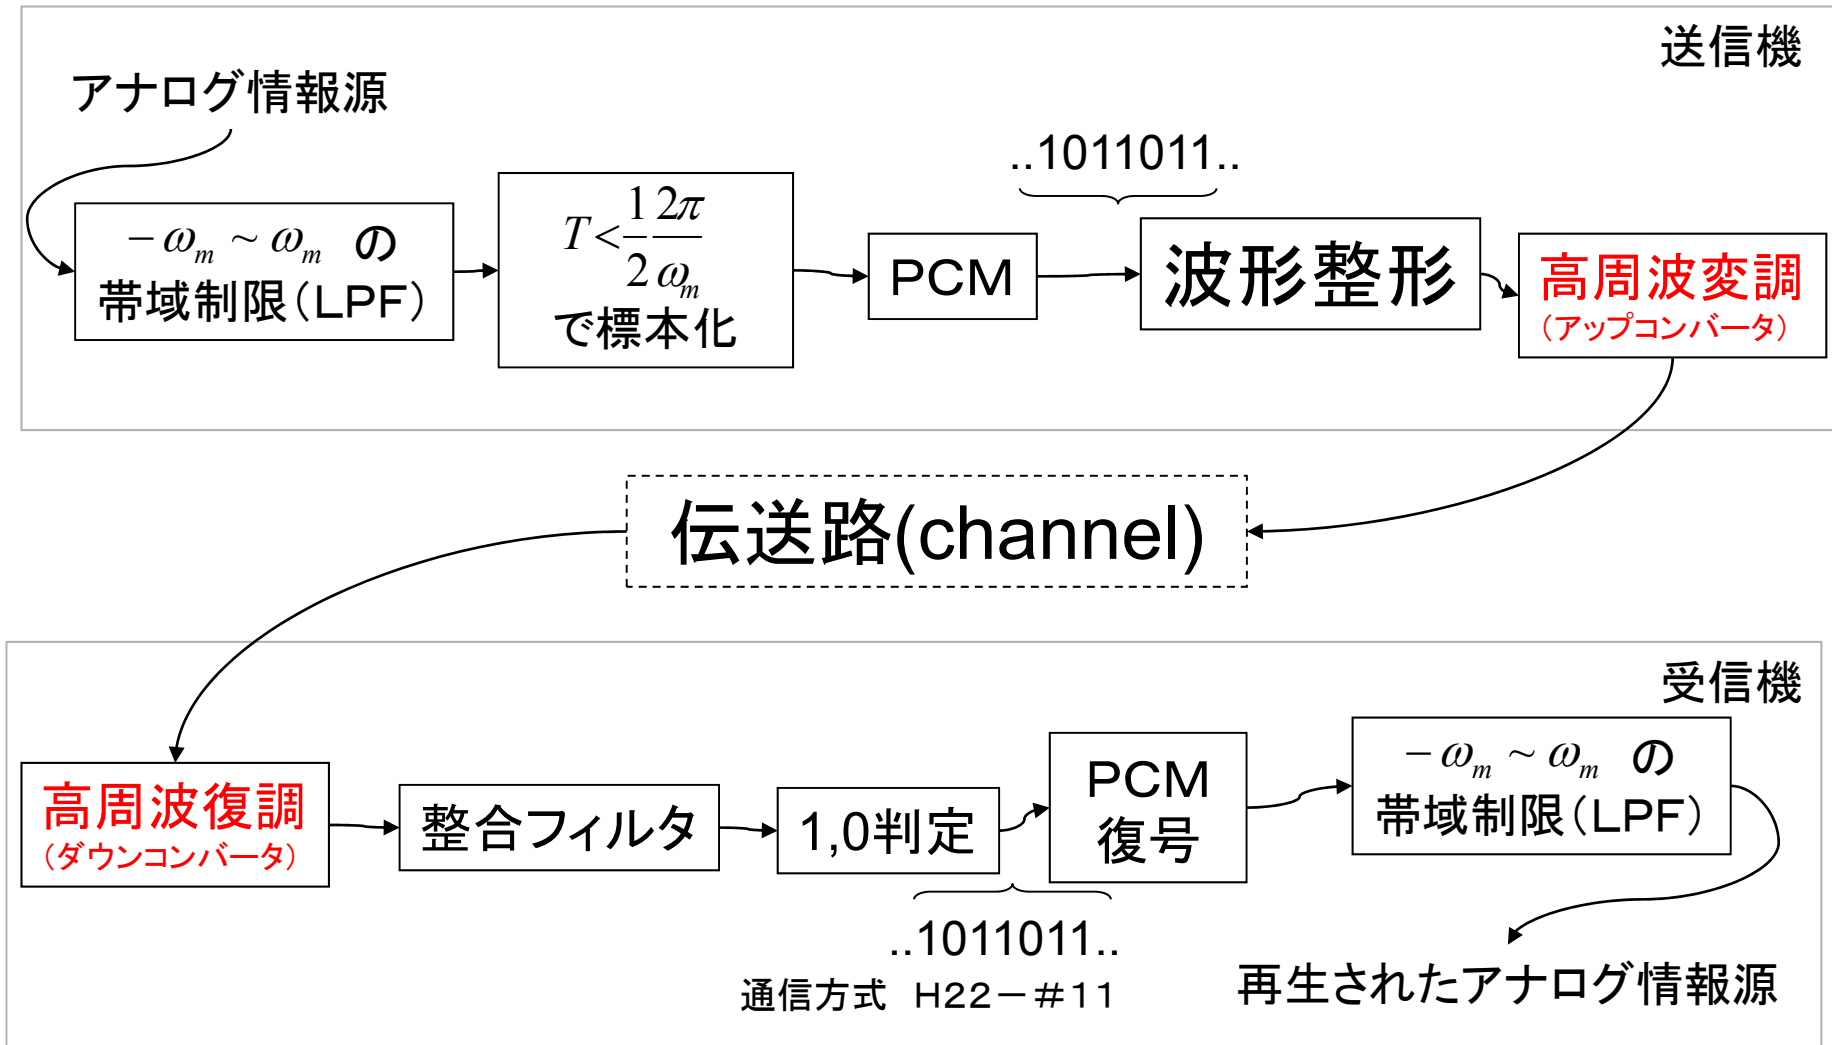 送信機
アナログ情報源
..1011011..
−ω_m ~ ω_m の
帯域制限(LPF)
T < 1/2 2π/ω_m
で標本化
PCM
波形整形
高周波変調
(アップコンバータ)
伝送路(channel)
受信機
高周波復調
(ダウンコンバータ)
整合フィルタ
1,0判定
PCM
復号
−ω_m ~ ω_m の
帯域制限(LPF)
..1011011..
通信方式 H22−#11
再生されたアナログ情報源